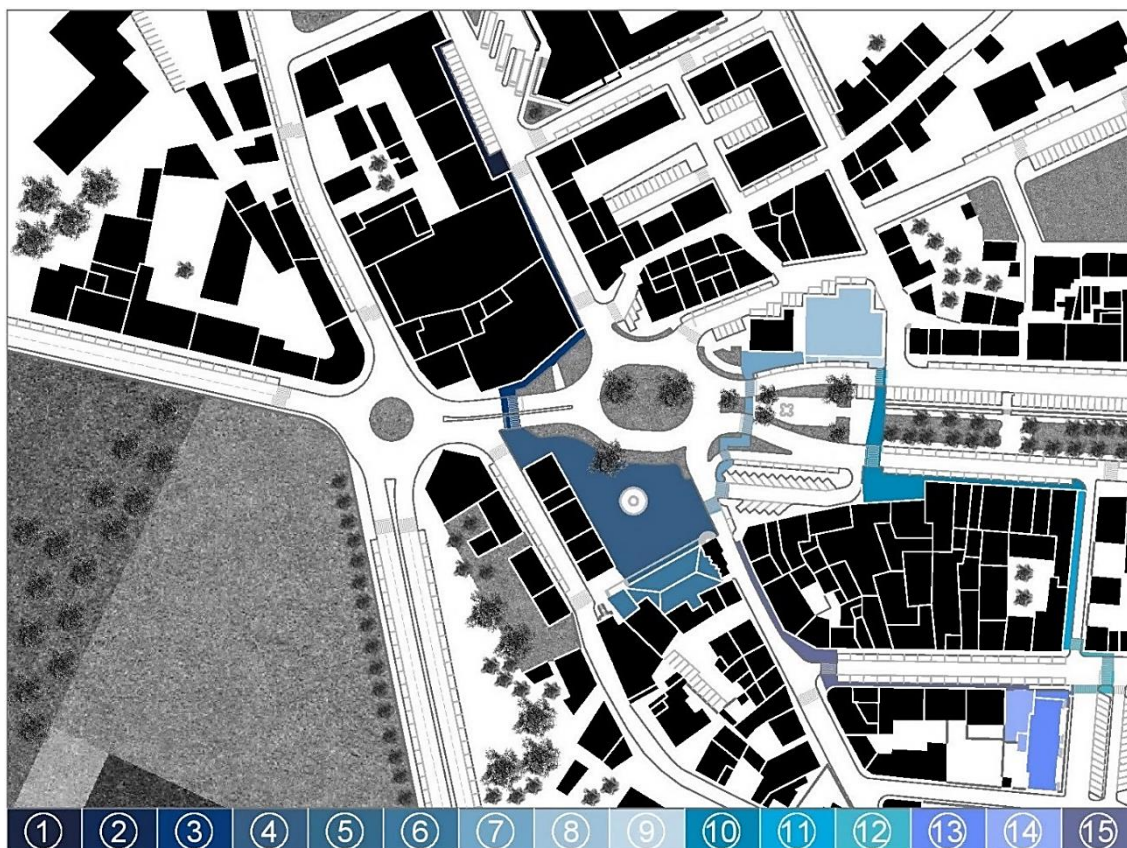 ① ② ③ ④ ⑤ ⑥ ⑦ ⑧ ⑨ ⑩ ⑪ ⑫ ⑬ ⑭ ⑮